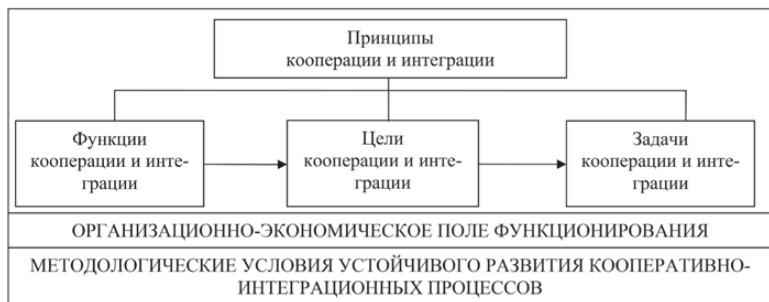 Принципы
кооперации и интеграции
Функции
кооперации и инте-
грации
Цели
кооперации и инте-
грации
Задачи
кооперации и инте-
грации
ОРГАНИЗАЦИОННО-ЭКОНОМИЧЕСКОЕ ПОЛЕ ФУНКЦИОНИРОВАНИЯ
МЕТОДОЛОГИЧЕСКИЕ УСЛОВИЯ УСТОЙЧИВОГО РАЗВИТИЯ КООПЕРАТИВНО-
ИНТЕГРАЦИОННЫХ ПРОЦЕССОВ